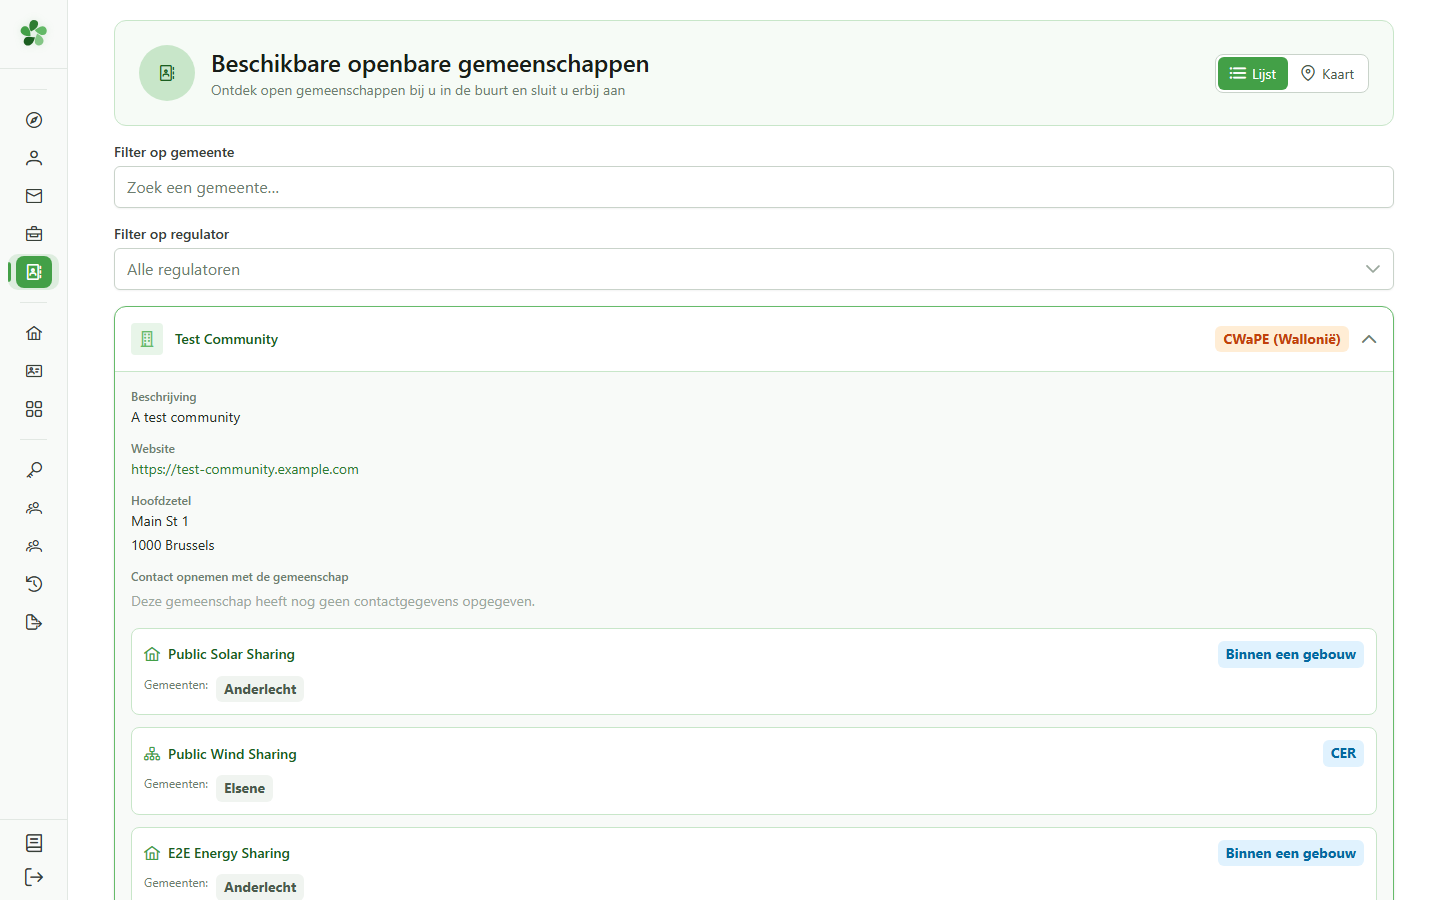 Beschikbare openbare gemeenschappen
Ontdek open gemeenschappen bij u in de buurt en sluit u erbij aan
Lijst
Kaart
Filter op gemeente
Zoek een gemeente...
Filter op regulator
Alle regulatoren
Test Community
CWaPE (Wallonië)
Beschrijving
A test community
Website
https://test-community.example.com
Hoofdzetel
Main St 1
1000 Brussels
Contact opnemen met de gemeenschap
Deze gemeenschap heeft nog geen contactgegevens opgegeven.
Public Solar Sharing
Binnen een gebouw
Gemeenten:
Anderlecht
Public Wind Sharing
CER
Gemeenten:
Elsene
E2E Energy Sharing
Binnen een gebouw
Gemeenten:
Anderlecht